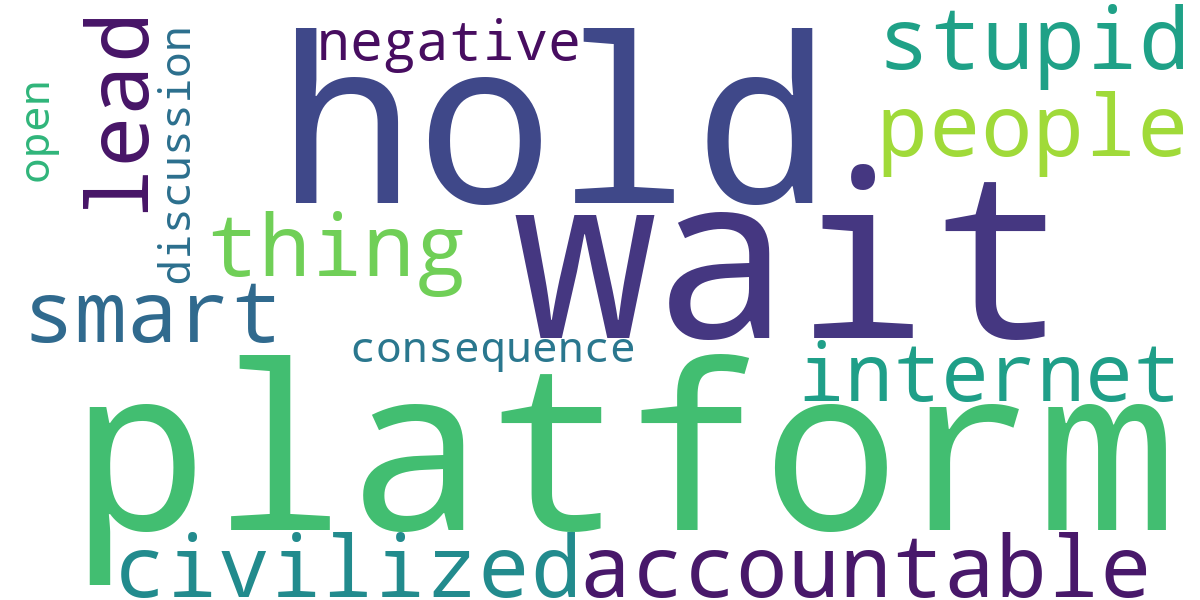 negative
hold
stupid
people
lead
discussion
open
wait
thing
smart
consequence
internet
platform
civilized
accountable